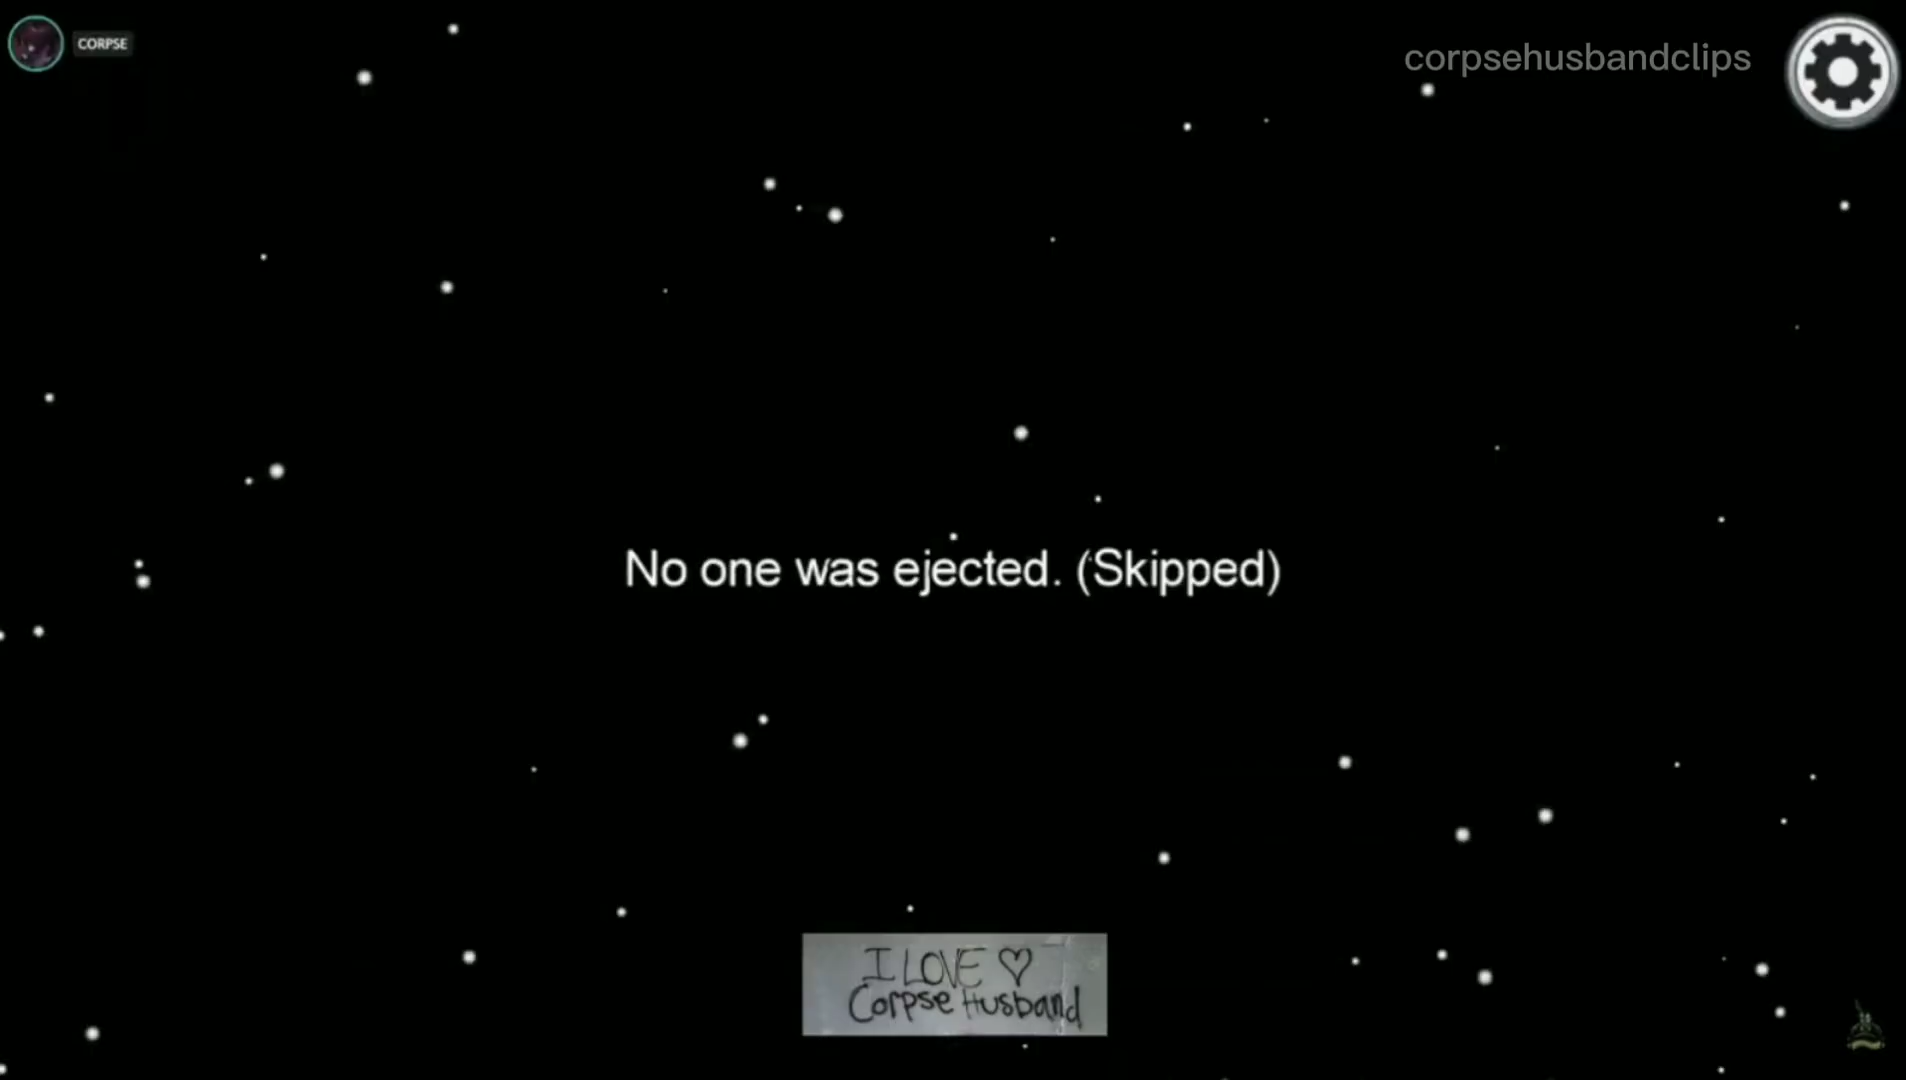 CORPSE
corpsehusbandclips
No one was ejected. (Skipped)
I LOVE ♡
Corpse Husband